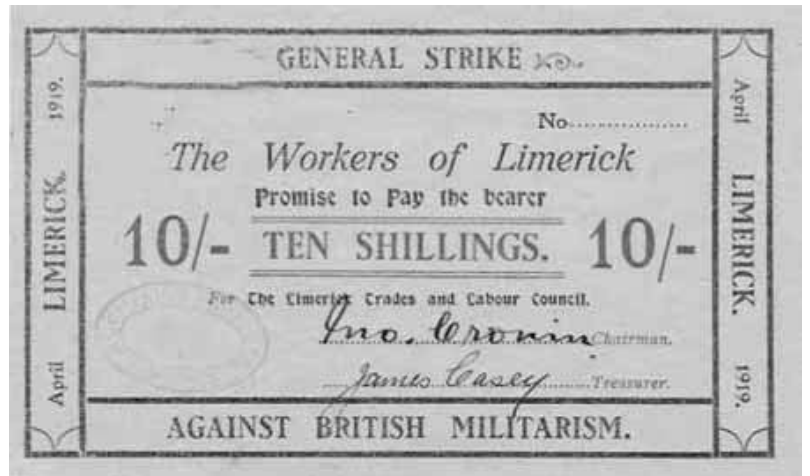 GENERAL STRIKE
No..................
The Workers of Limerick
Promise to Pay the bearer
10/- TEN SHILLINGS. 10/-
For The Limerick Trades and Labour Council.
Jno. Cronin Chairman.
James Casey Treasurer.
AGAINST BRITISH MILITARISM.
April LIMERICK. 1919.
April LIMERICK. 1919.